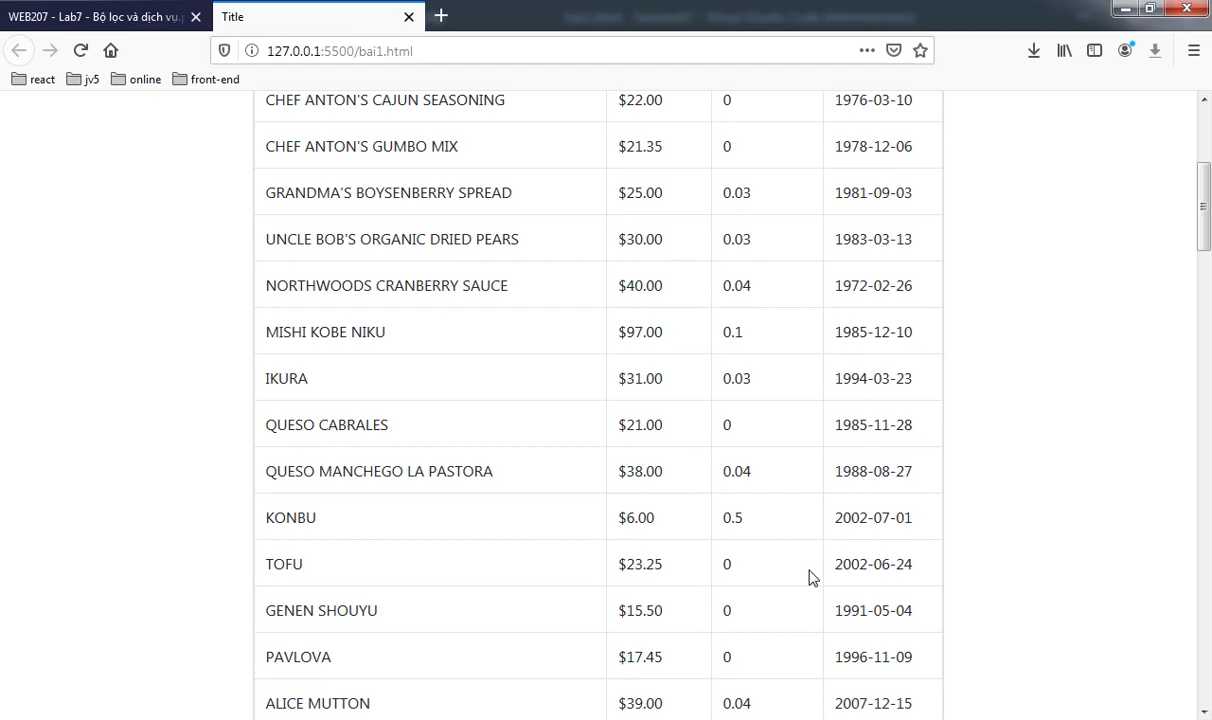 WEB207 - Lab7 - Bộ lọc và dịch vụ.
Title
127.0.0.1:5500/bai1.html
react jv5 online front-end
CHEF ANTON'S CAJUN SEASONING $22.00 0 1976-03-10
CHEF ANTON'S GUMBO MIX $21.35 0 1978-12-06
GRANDMA'S BOYSENBERRY SPREAD $25.00 0.03 1981-09-03
UNCLE BOB'S ORGANIC DRIED PEARS $30.00 0.03 1983-03-13
NORTHWOODS CRANBERRY SAUCE $40.00 0.04 1972-02-26
MISHI KOBE NIKU $97.00 0.1 1985-12-10
IKURA $31.00 0.03 1994-03-23
QUESO CABRALES $21.00 0 1985-11-28
QUESO MANCHEGO LA PASTORA $38.00 0.04 1988-08-27
KONBU $6.00 0.5 2002-07-01
TOFU $23.25 0 2002-06-24
GENEN SHOUYU $15.50 0 1991-05-04
PAVLOVA $17.45 0 1996-11-09
ALICE MUTTON $39.00 0.04 2007-12-15